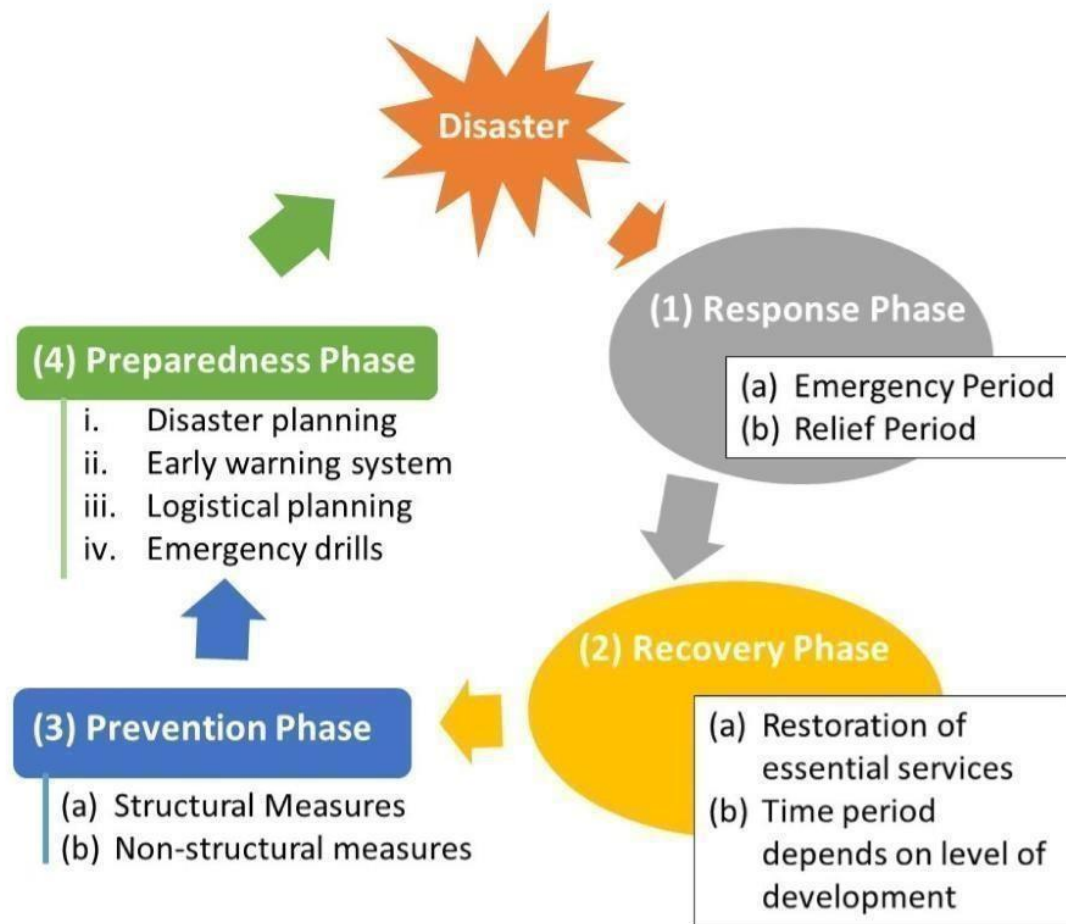 Disaster
(1) Response Phase
(a) Emergency Period
(b) Relief Period
(2) Recovery Phase
(a) Restoration of
essential services
(b) Time period
depends on level of
development
(3) Prevention Phase
(a) Structural Measures
(b) Non-structural measures
(4) Preparedness Phase
i. Disaster planning
ii. Early warning system
iii. Logistical planning
iv. Emergency drills